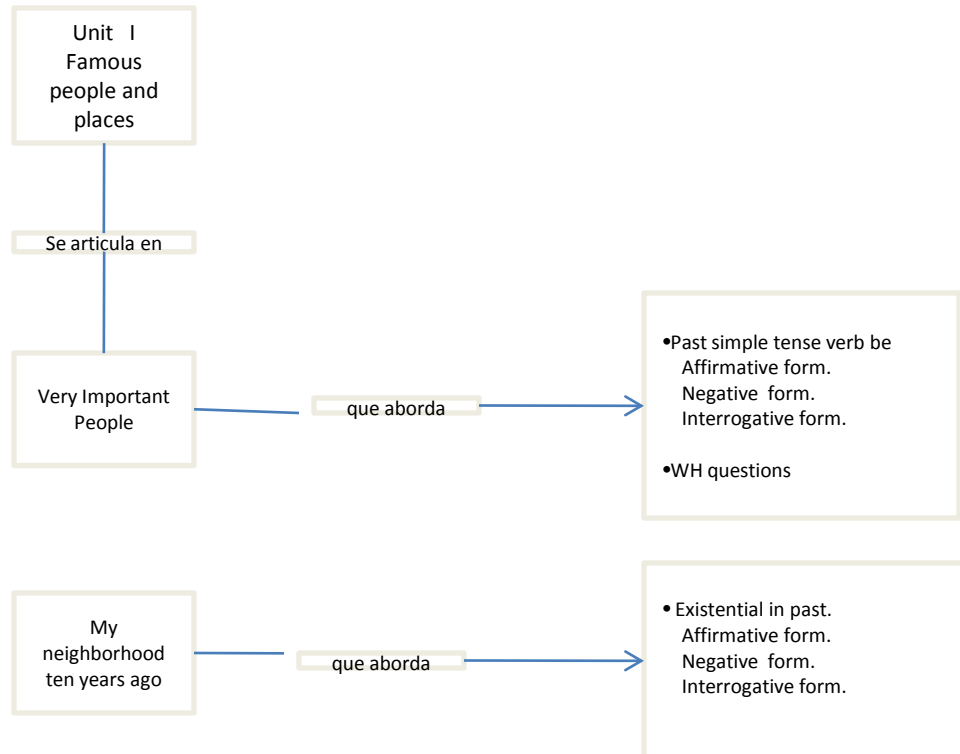 Unit I
Famous
people and
places
Se articula en
Very Important
People
que aborda
•Past simple tense verb be
Affirmative form.
Negative form.
Interrogative form.
•WH questions
My
neighborhood
ten years ago
que aborda
• Existential in past.
Affirmative form.
Negative form.
Interrogative form.